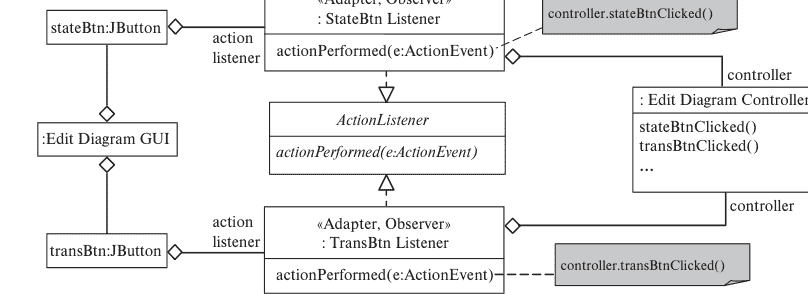 «Adapter, Observer»
: StateBtn Listener
controller.stateBtnClicked()
stateBtn:JButton
action
listener
actionPerformed(e:ActionEvent)
controller
ActionListener
: Edit Diagram Controller
:Edit Diagram GUI
actionPerformed(e:ActionEvent)
stateBtnClicked()
transBtnClicked()
...
controller
action
listener
«Adapter, Observer»
: TransBtn Listener
transBtn:JButton
actionPerformed(e:ActionEvent)
controller.transBtnClicked()